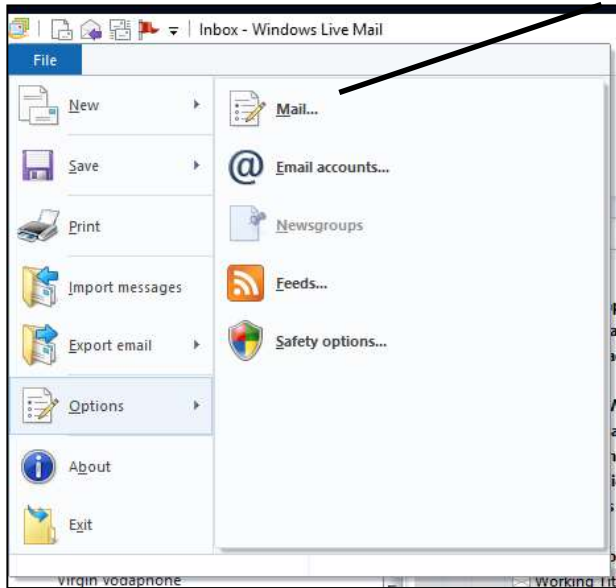 Inbox - Windows Live Mail
File
New
Save
Print
Import messages
Export email
Options
About
Exit
Mail...
Email accounts...
Newsgroups
Feeds...
Safety options...
Virgin Vodaphone
Working